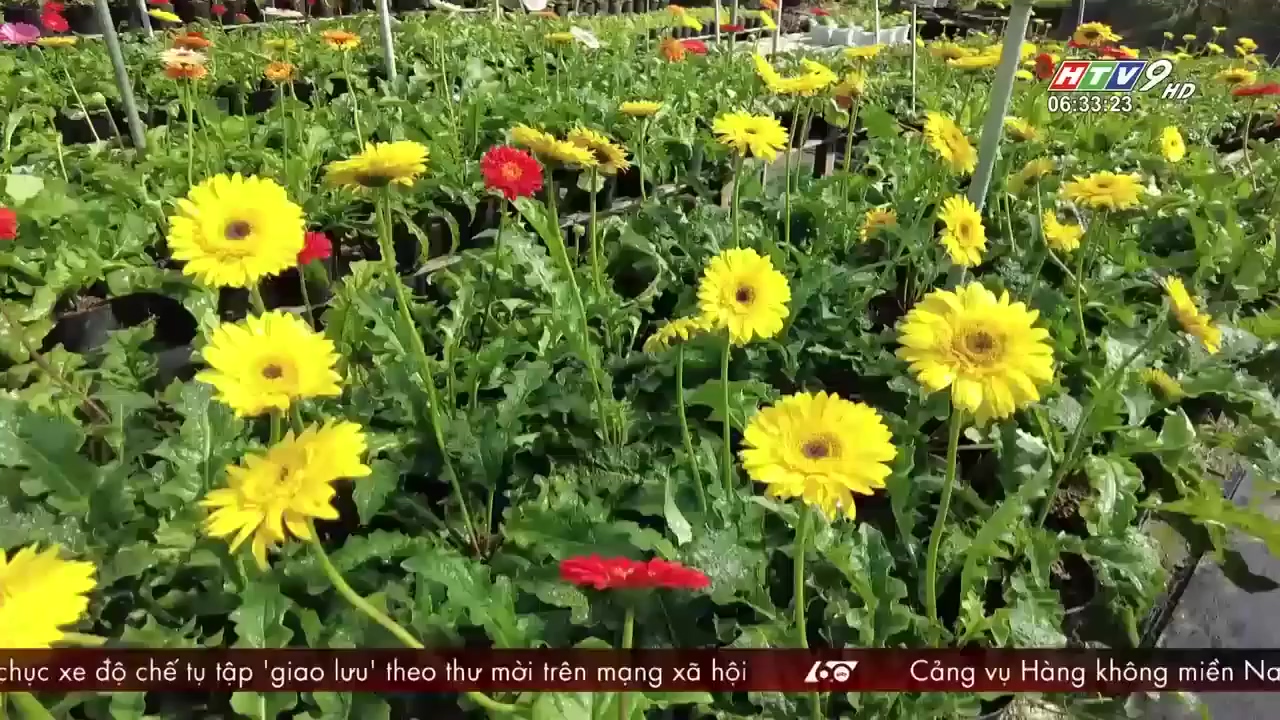 HTV9 HD
06:33:23
chục xe độ chế tụ tập 'giao lưu' theo thư mời trên mạng xã hội 60 Cảng vụ Hàng không miền Na